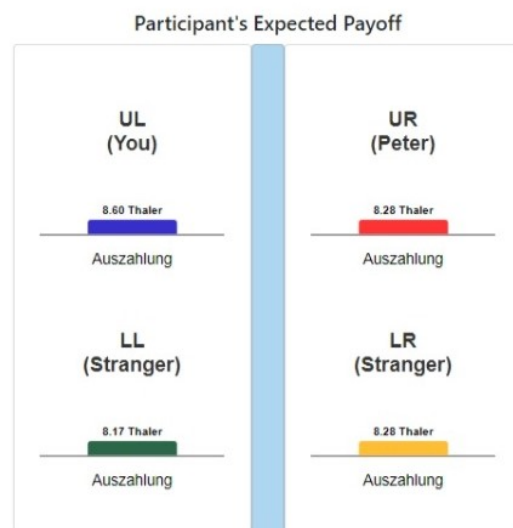 Participant's Expected Payoff
UL
(You)
8.60 Thaler
Auszahlung
UR
(Peter)
8.28 Thaler
Auszahlung
LL
(Stranger)
8.17 Thaler
Auszahlung
LR
(Stranger)
8.28 Thaler
Auszahlung